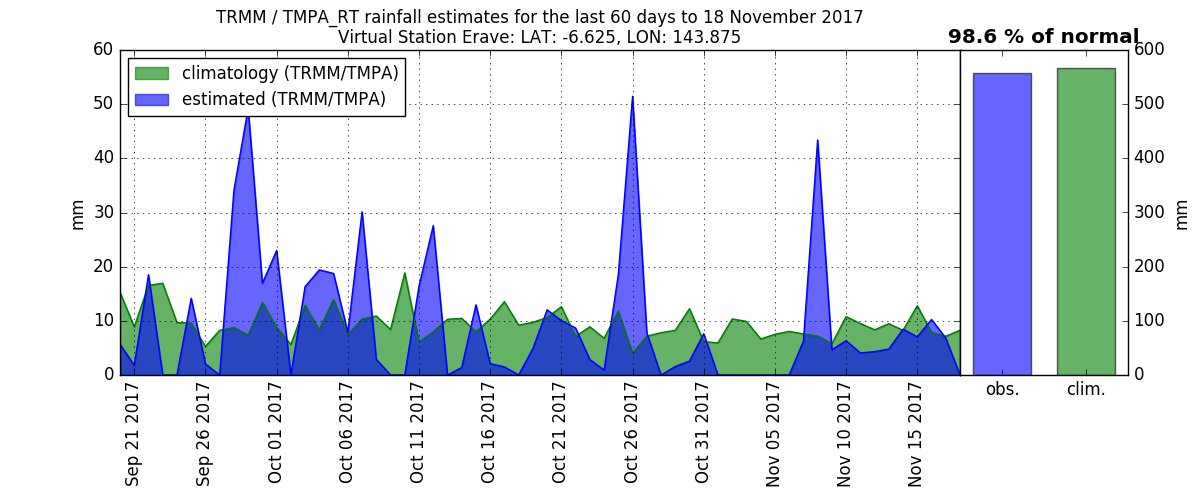 TRMM / TMPA_RT rainfall estimates for the last 60 days to 18 November 2017
Virtual Station Erave: LAT: -6.625, LON: 143.875
98.6 % of normal
climatology (TRMM/TMPA)
estimated (TRMM/TMPA)
mm
60
50
40
30
20
10
0
Sep 21 2017
Sep 26 2017
Oct 01 2017
Oct 06 2017
Oct 11 2017
Oct 16 2017
Oct 21 2017
Oct 26 2017
Oct 31 2017
Nov 05 2017
Nov 10 2017
Nov 15 2017
obs.
clim.
600
500
400
300
200
100
0
mm